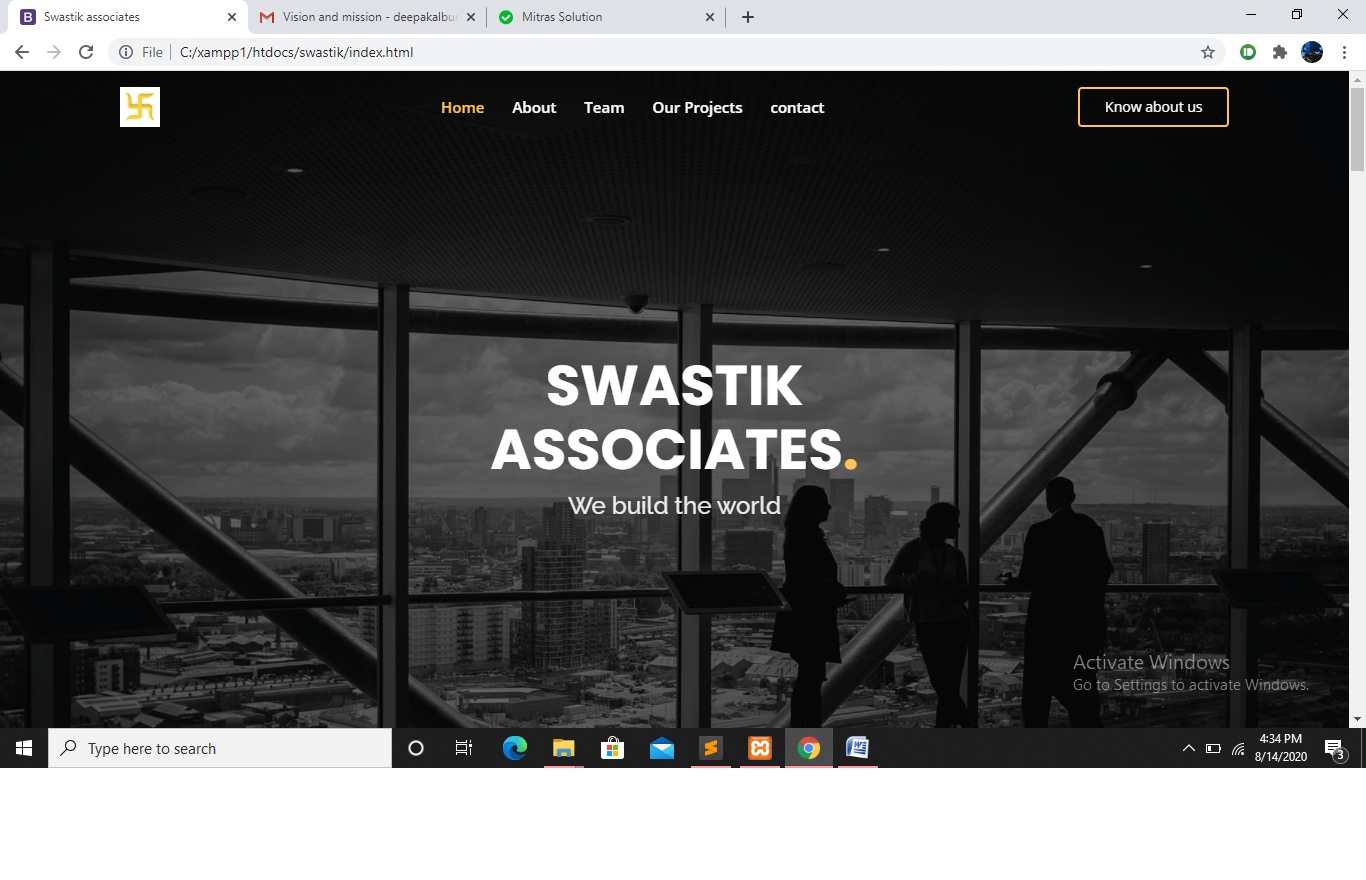 Swastik associates
Vision and mission - deepakalbu
Mitras Solution
File
C:/xampp1/htdocs/swastik/index.html
Home
About
Team
Our Projects
contact
Know about us
SWASTIK
ASSOCIATES.
We build the world
Activate Windows
Go to Settings to activate Windows.
Type here to search
4:34 PM
8/14/2020
3